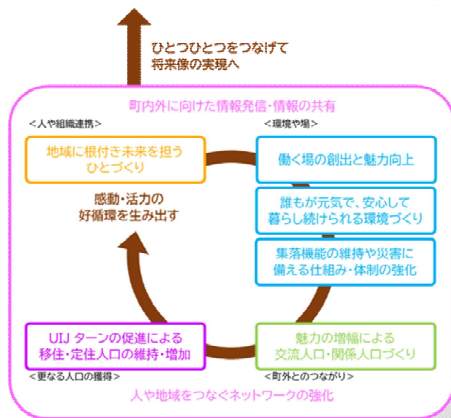 ひとつひとつをつなげて
将来像の実現へ
町内外に向けた情報発信・情報の共有
<人や組織連携>
<環境や場>
地域に根付き未来を担う
ひとづくり
働く場の創出と魅力向上
感動・活力の
好循環を生み出す
誰もが元気で、安心して
暮らし続けられる環境づくり
集落機能の維持や災害に
備える仕組み・体制の強化
UIJターンの促進による
移住・定住人口の維持・増加
魅力の増幅による
交流人口・関係人口づくり
<更なる人口の獲得>
<町外とのつながり>
人や地域をつなぐネットワークの強化